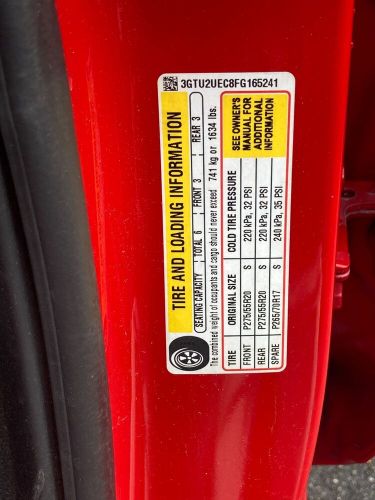 3GTU2UEC8FG165241
TIRE AND LOADING INFORMATION
SEATING CAPACITY TOTAL 6 FRONT 3 REAR 3
The combined weight of occupants and cargo should never exceed 741 kg or 1634 lbs.
TIRE ORIGINAL SIZE COLD TIRE PRESSURE
FRONT P275/55R20 S 220 kPa, 32 PSI
REAR P275/55R20 S 220 kPa, 32 PSI
SPARE P265/70R17 S 240 kPa, 35 PSI
SEE OWNER'S
MANUAL FOR
ADDITIONAL
INFORMATION